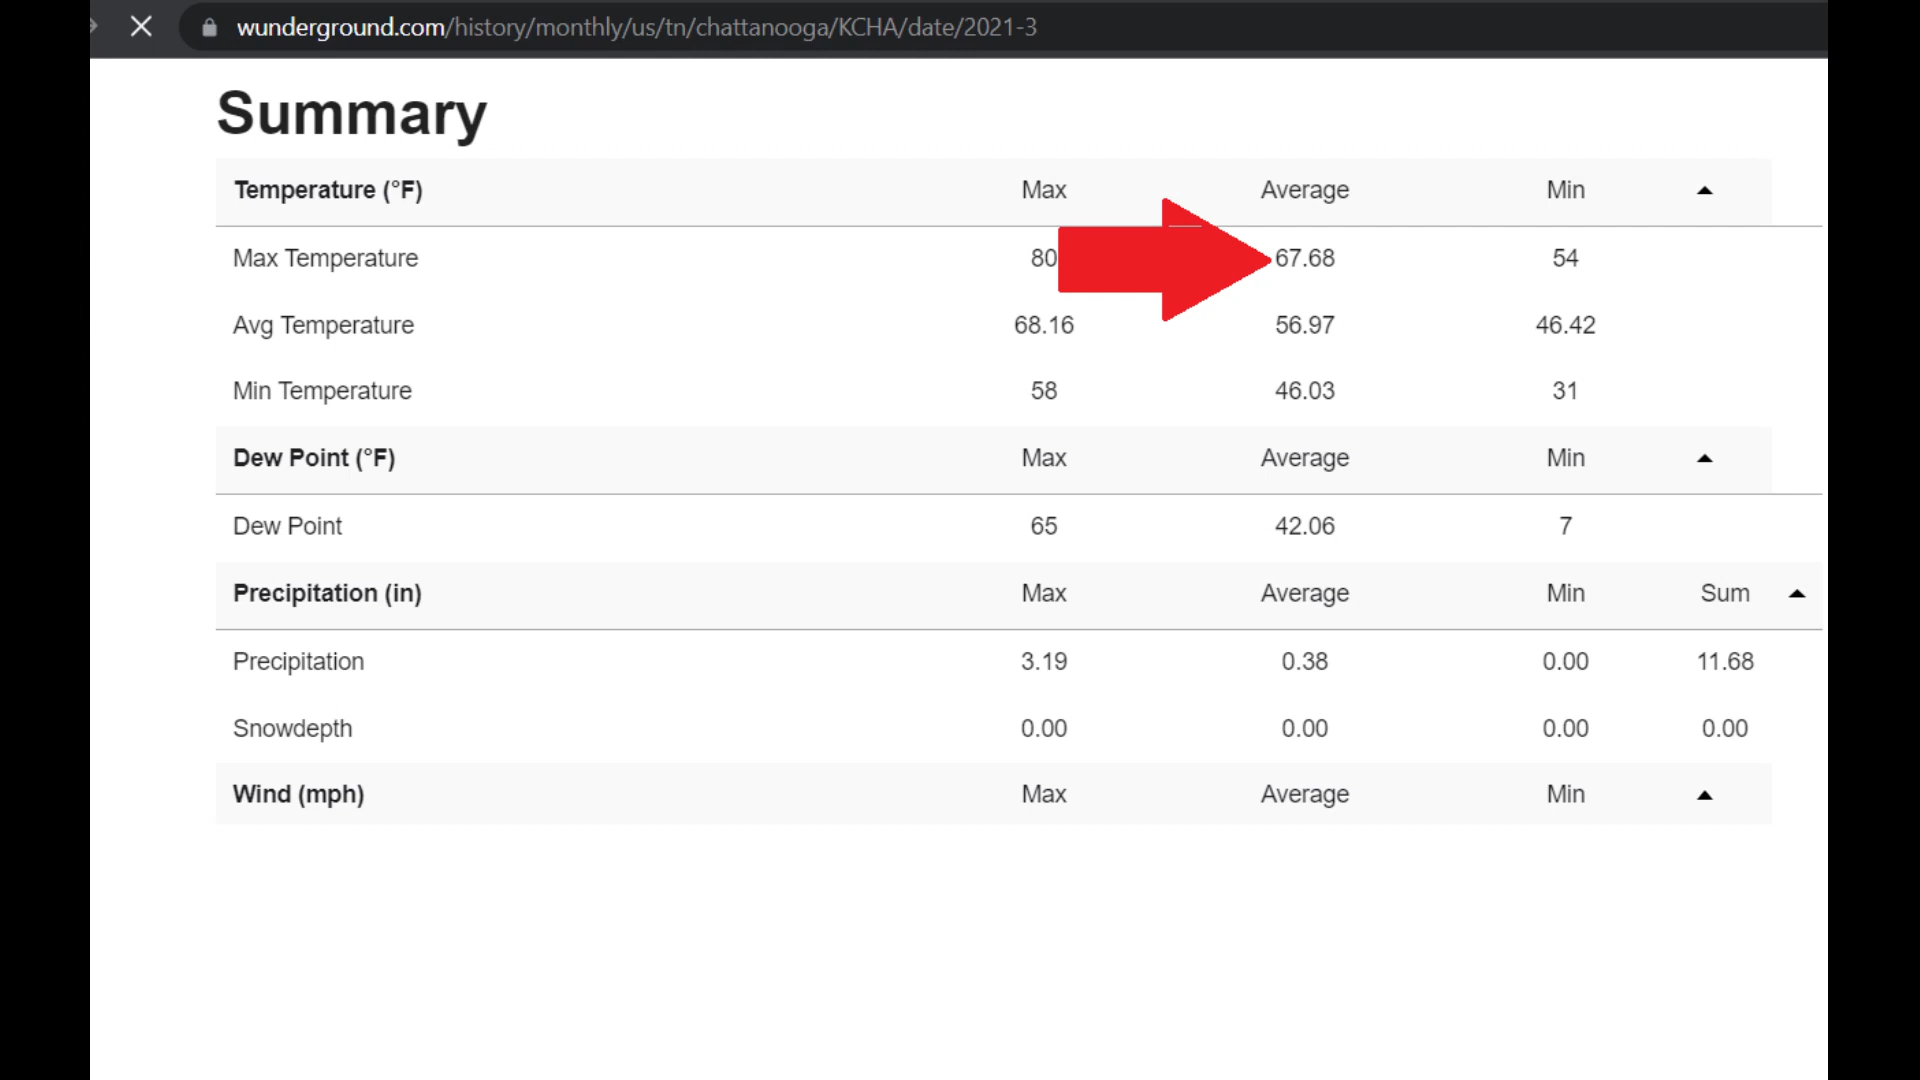 wunderground.com/history/monthly/us/tn/chattanooga/KCHA/date/2021-3
Summary
Temperature (°F) Max Average Min
Max Temperature 80 67.68 54
Avg Temperature 68.16 56.97 46.42
Min Temperature 58 46.03 31
Dew Point (°F) Max Average Min
Dew Point 65 42.06 7
Precipitation (in) Max Average Min Sum
Precipitation 3.19 0.38 0.00 11.68
Snowdepth 0.00 0.00 0.00 0.00
Wind (mph) Max Average Min